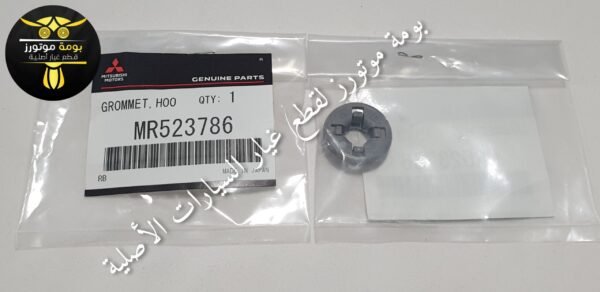 بومة موتورز
قطع غيار أصلية
MITSUBISHI
MOTORS
GENUINE PARTS
GROMMET, HOO QTY: 1
MR523786
RB MADE IN JAPAN
بومة موتورز لقطع غيار السيارات الأصلية